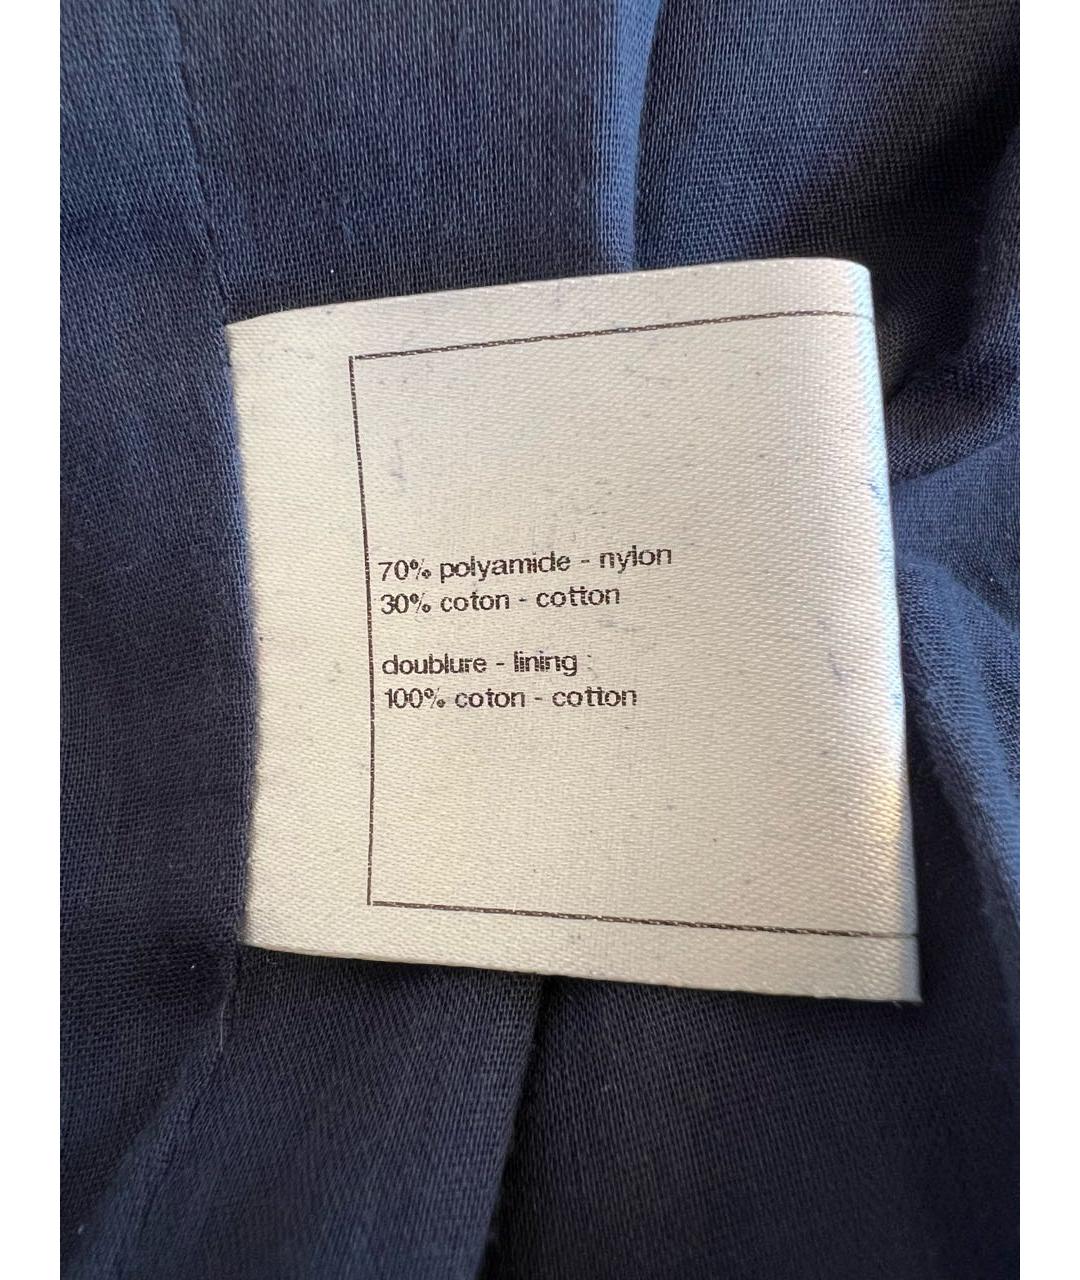 70% polyamide - nylon
30% coton - cotton
doublure - lining :
100% coton - cotton